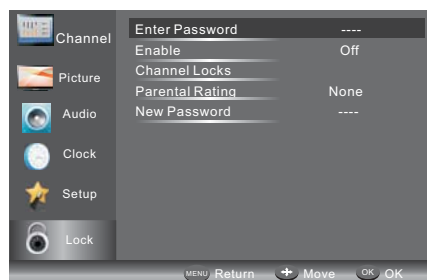 Channel
Picture
Audio
Clock
Setup
Lock
Enter Password ----
Enable Off
Channel Locks
Parental Rating None
New Password ----
MENU Return + Move OK OK